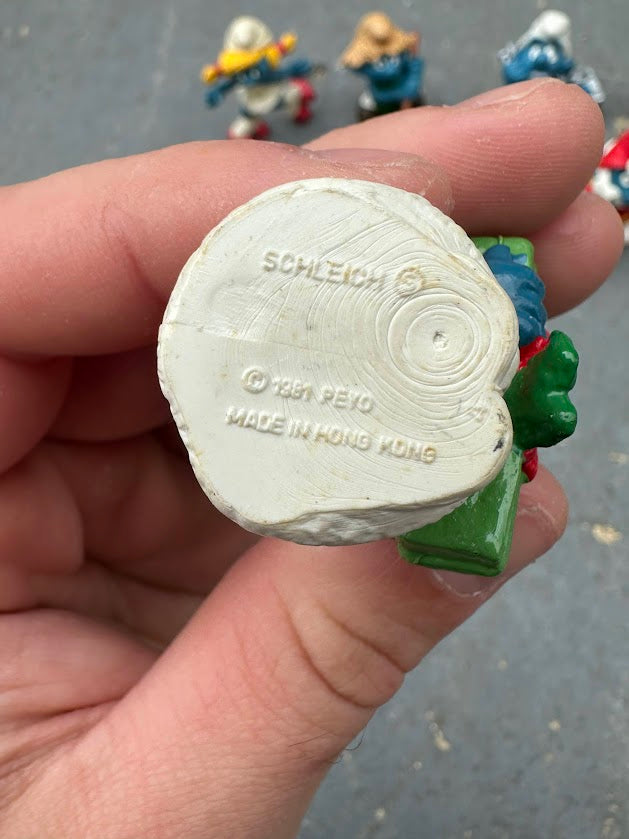 SCHLEICH Ⓢ
© 1981 PEYO
MADE IN HONG KONG